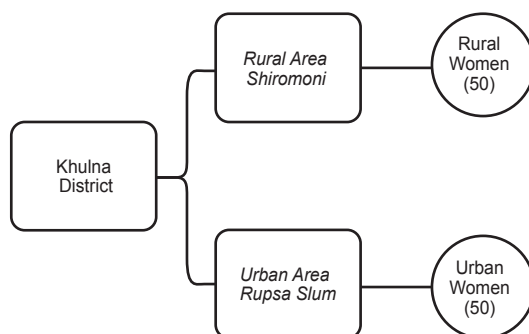 Khulna
District
Rural Area
Shiromoni
Rural
Women
(50)
Urban Area
Rupsa Slum
Urban
Women
(50)